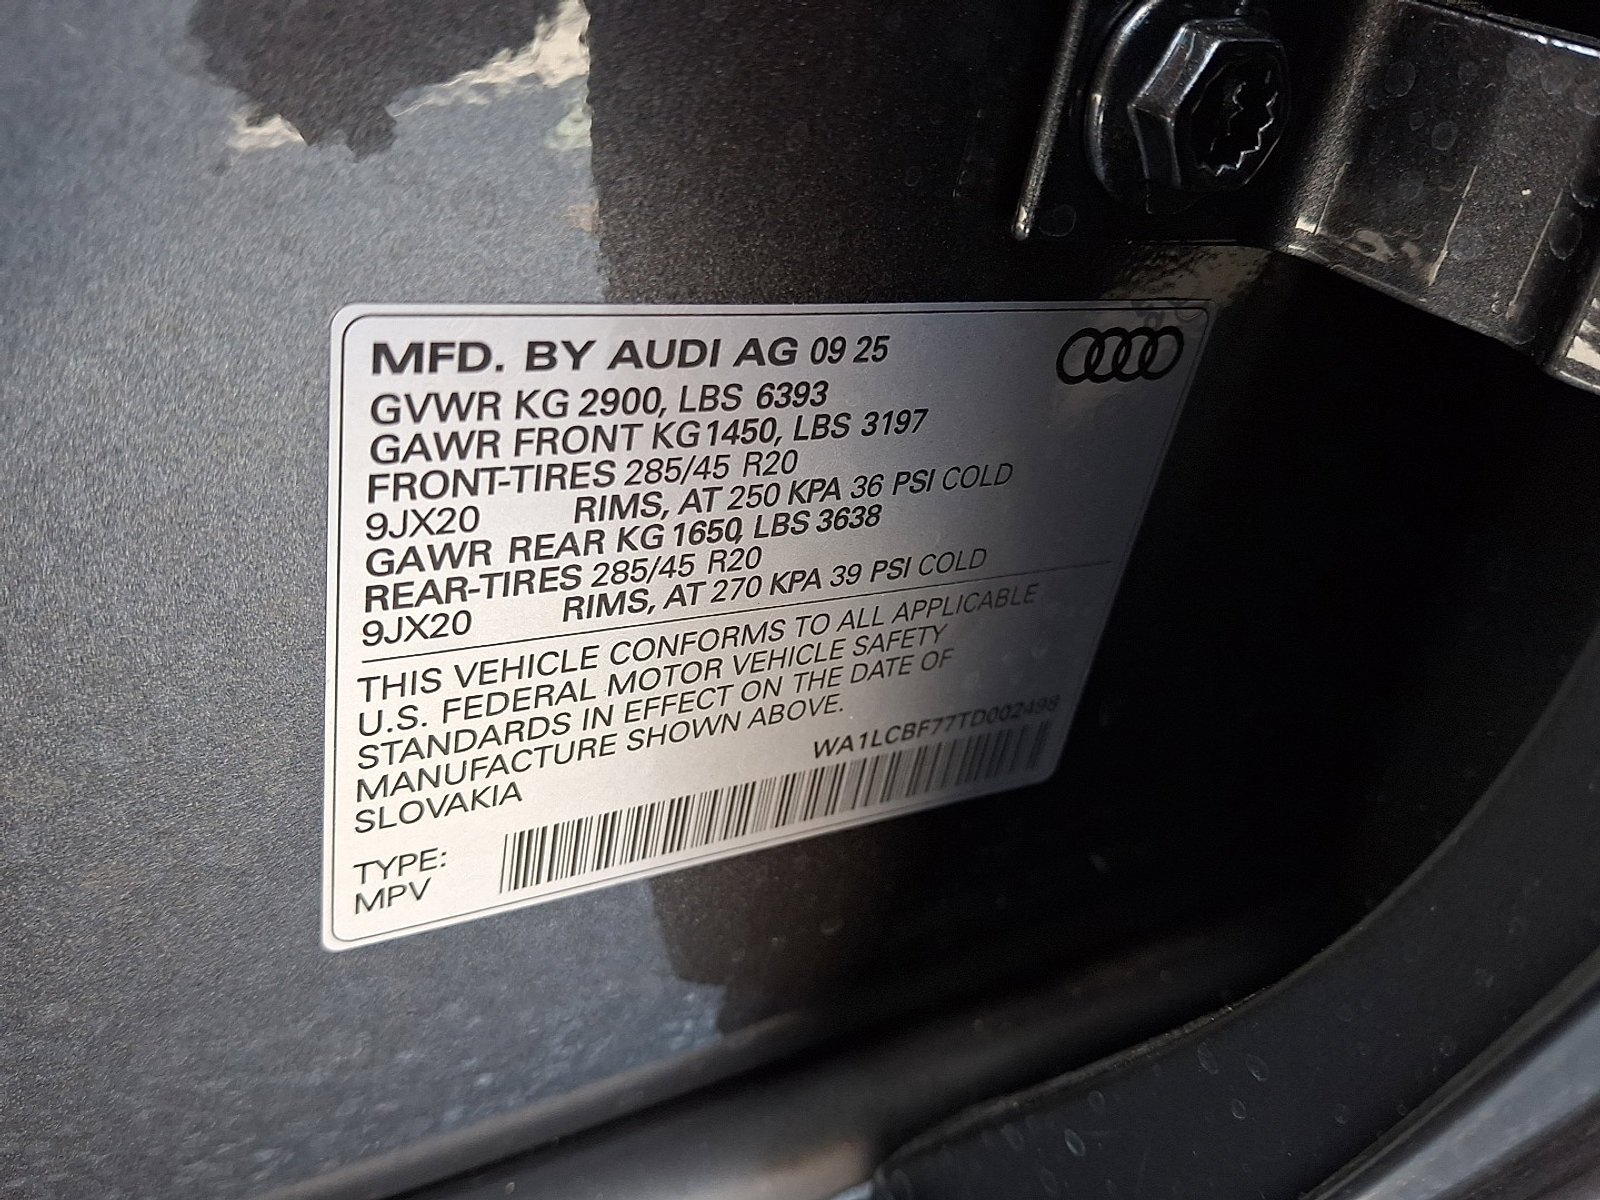 MFD. BY AUDI AG 09 25
GVWR KG 2900, LBS 6393
GAWR FRONT KG 1450, LBS 3197
FRONT-TIRES 285/45 R20
9JX20 RIMS, AT 250 KPA 36 PSI COLD
GAWR REAR KG 1650, LBS 3638
REAR-TIRES 285/45 R20
9JX20 RIMS, AT 270 KPA 39 PSI COLD
THIS VEHICLE CONFORMS TO ALL APPLICABLE
U.S. FEDERAL MOTOR VEHICLE SAFETY
STANDARDS IN EFFECT ON THE DATE OF
MANUFACTURE SHOWN ABOVE.
SLOVAKIA
WA1LCBF77TD002498
TYPE:
MPV